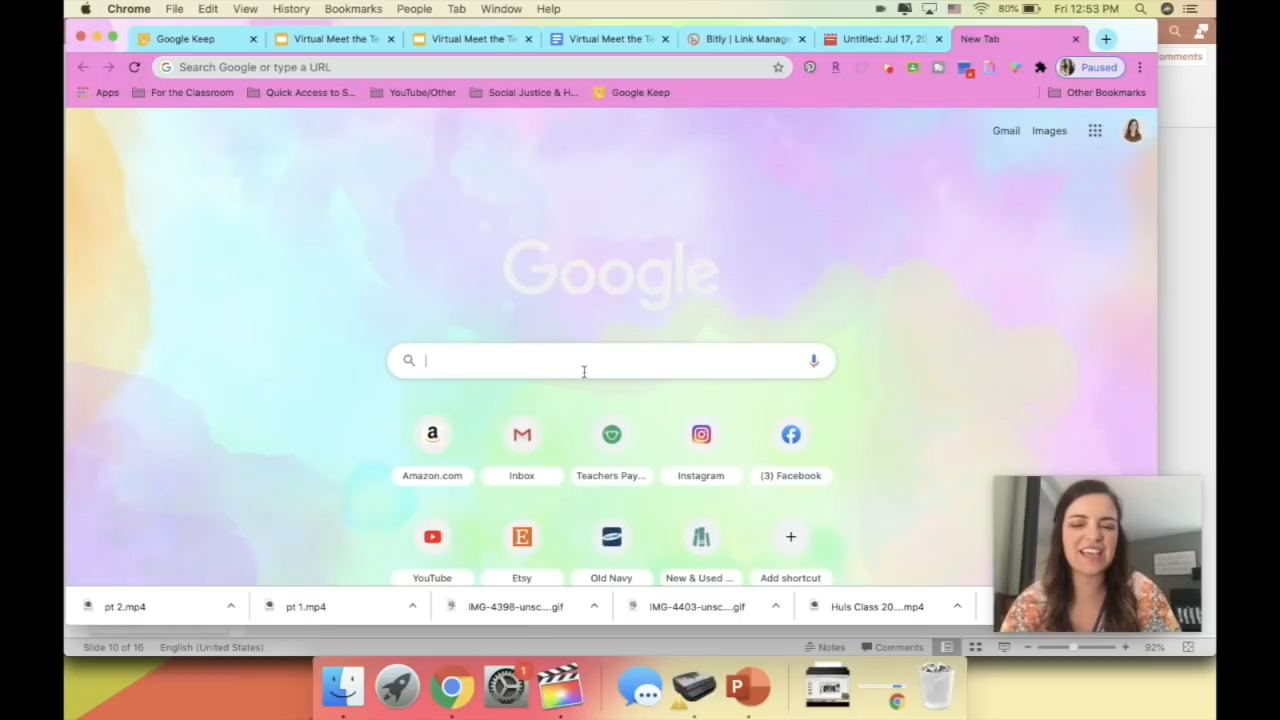 Chrome File Edit View History Bookmarks People Tab Window Help 80% Fri 12:53 PM
Google Keep Virtual Meet the Te Virtual Meet the Te Virtual Meet the Te Bitly | Link Manage Untitled: Jul 17, 20 New Tab
Search Google or type a URL Paused
omments
Apps For the Classroom Quick Access to S... YouTube/Other Social Justice & H... Google Keep Other Bookmarks
Gmail Images
Google
Amazon.com Inbox Teachers Pay... Instagram (3) Facebook
YouTube Etsy Old Navy New & Used ... Add shortcut
pt 2.mp4 pt 1.mp4 IMG-4398-unsc....gif IMG-4403-unsc....gif Huls Class 20....mp4
Slide 10 of 16 English (United States) Notes Comments 92%
1